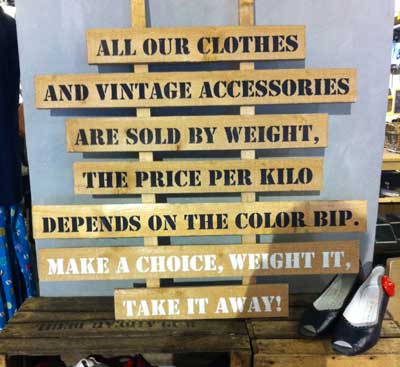 ALL OUR CLOTHES
AND VINTAGE ACCESSORIES
ARE SOLD BY WEIGHT,
THE PRICE PER KILO
DEPENDS ON THE COLOR BIP.
MAKE A CHOICE, WEIGHT IT,
TAKE IT AWAY!